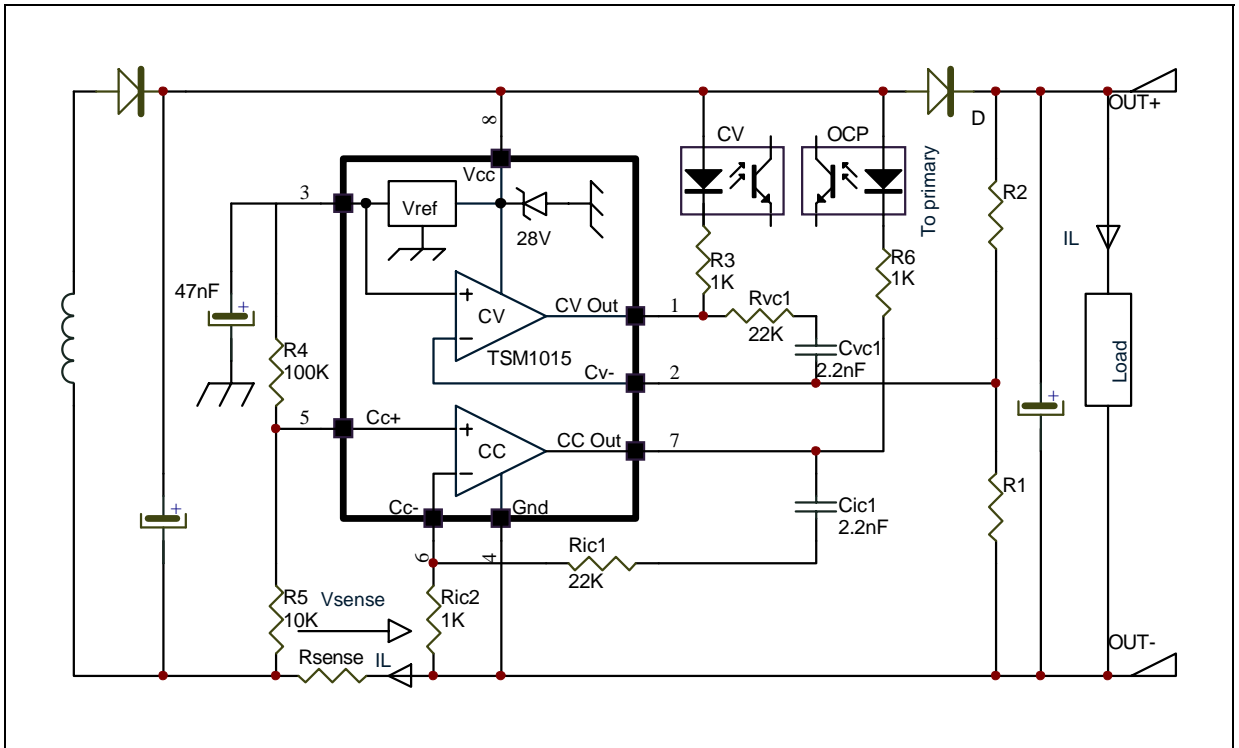 OUT+
D
CV
OCP
To primary
8
Vcc
3
Vref
28V
R2
IL
R3
1K
R6
1K
47nF
+
+
CV
−
CV Out
1
Rvc1
22K
TSM1015
Cvc1
2.2nF
R4
100K
Cv-
2
Load
+
5
Cc+
+
CC
−
CC Out
7
R1
Cc-
Gnd
Cic1
2.2nF
+
6
4
Ric1
22K
R5
10K
Vsense
Ric2
1K
Rsense
IL
OUT-